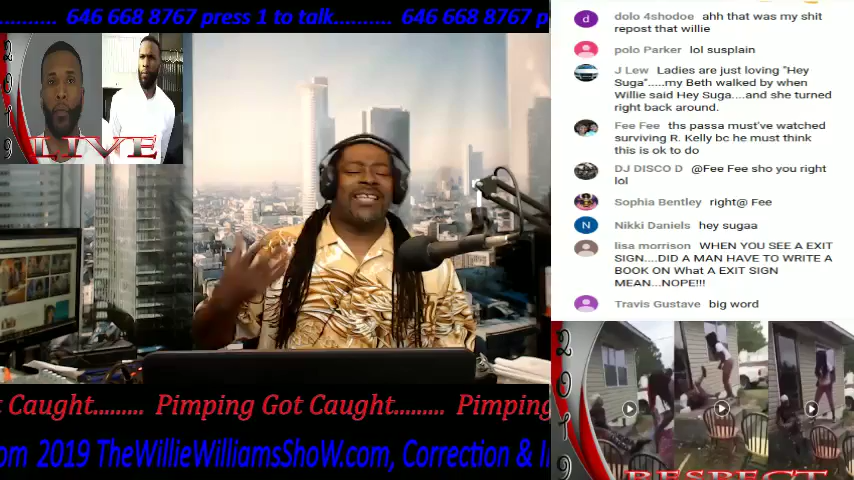 .......... 646 668 8767 press 1 to talk.......... 646 668 8767 p
2019
LIVE
d
dolo 4shodoe ahh that was my shit
repost that willie
polo Parker lol susplain
J Lew Ladies are just loving "Hey
Suga".....my Beth walked by when
Willie said Hey Suga....and she turned
right back around.
Fee Fee ths passa must've watched
surviving R. Kelly bc he must think
this is ok to do
DJ DISCO D @Fee Fee sho you right
lol
Sophia Bentley right@ Fee
N
Nikki Daniels hey sugaa
lisa morrison WHEN YOU SEE A EXIT
SIGN....DID A MAN HAVE TO WRITE A
BOOK ON What A EXIT SIGN
MEAN...NOPE!!!
Travis Gustave big word
2019
RESPECT
t Caught......... Pimping Got Caught......... Pimping
om 2019 TheWillieWilliamsShoW.com, Correction & I